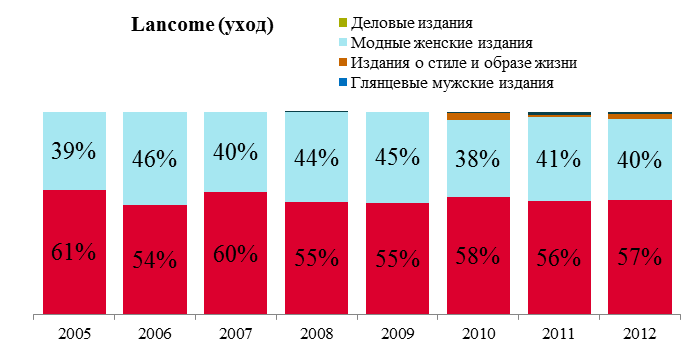 Lancome (уход)
Деловые издания
Модные женские издания
Издания о стиле и образе жизни
Глянцевые мужские издания
39% 46% 40% 44% 45% 38% 41% 40%
61% 54% 60% 55% 55% 58% 56% 57%
2005 2006 2007 2008 2009 2010 2011 2012